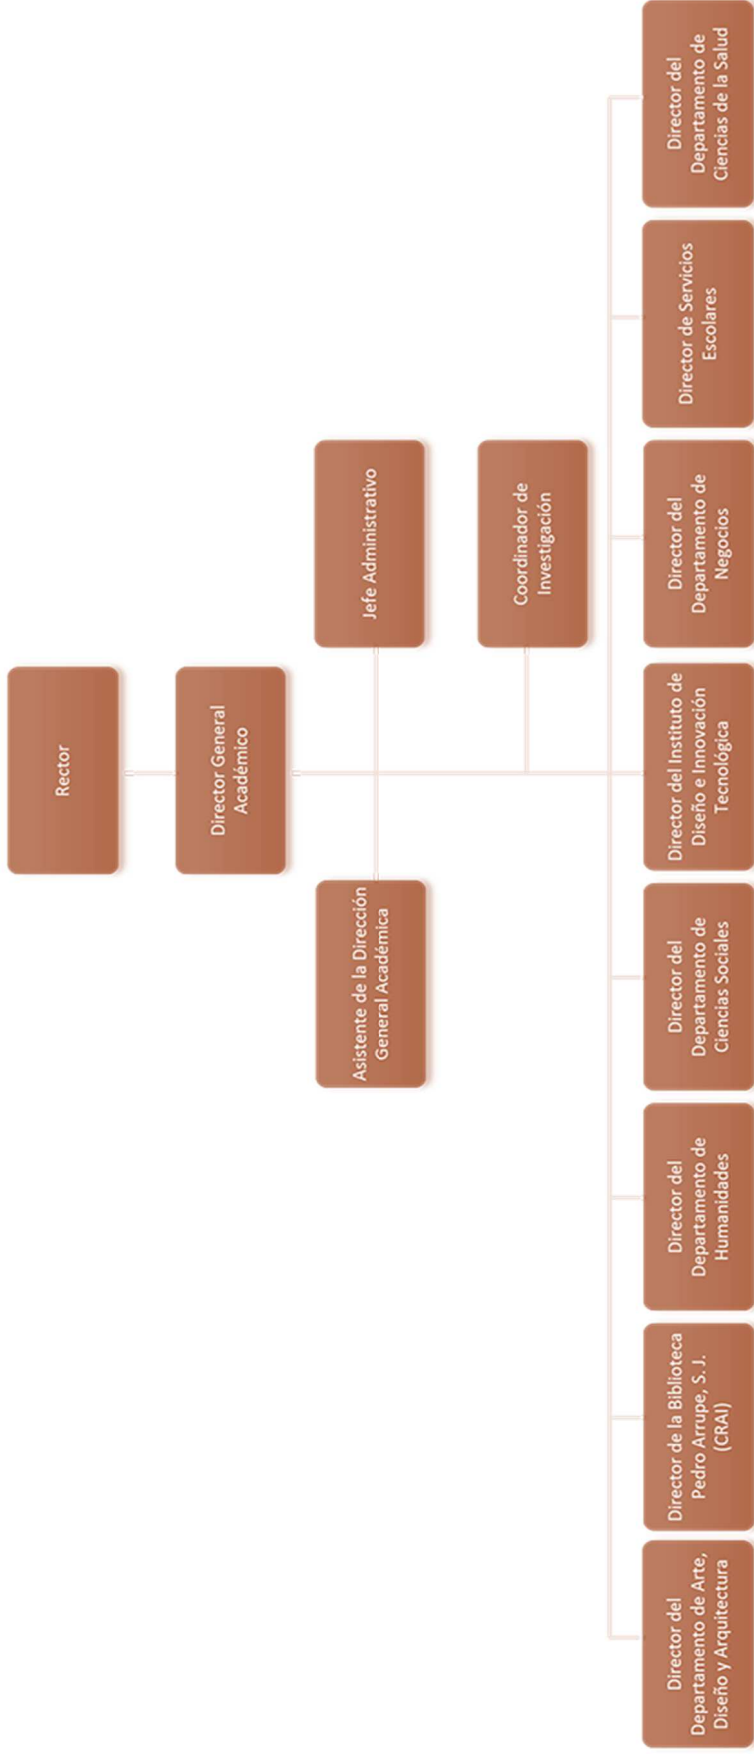 Rector
Director General
Académico
Asistente de la Dirección
General Académica
Jefe Administrativo
Coordinador de
Investigación
Director del
Departamento de Arte,
Diseño y Arquitectura
Director de la Biblioteca
Pedro Arrupe, S.J.
(CRAI)
Director del
Departamento de
Humanidades
Director del
Departamento de
Ciencias Sociales
Director del Instituto de
Diseño e Innovación
Tecnológica
Director del
Departamento de
Negocios
Director de Servicios
Escolares
Director del
Departamento de
Ciencias de la Salud